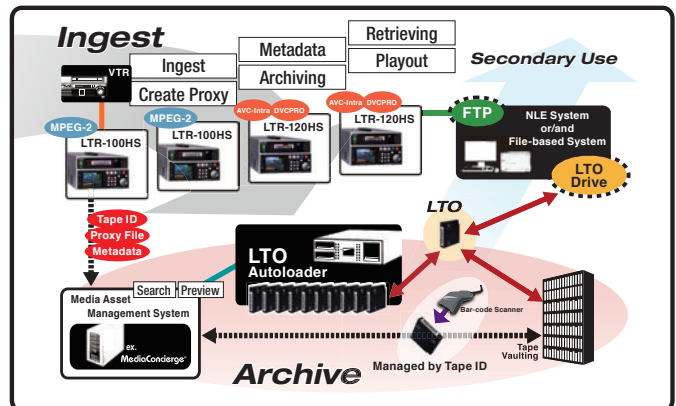 Ingest
VTR
Ingest
Create Proxy
Metadata
Archiving
Retrieving
Playout
Secondary Use
MPEG-2
LTR-100HS
MPEG-2
LTR-100HS
AVC-Intra DVCPRO
LTR-120HS
AVC-Intra DVCPRO
LTR-120HS
FTP
NLE System
or/and
File-based System
LTO
Drive
Tape ID
Proxy File
Metadata
LTO
Autoloader
LTO
Search
Preview
Media Asset
Management System
ex.
MediaConcierge
Bar-code Scanner
Managed by Tape ID
Tape
Vaulting
Archive